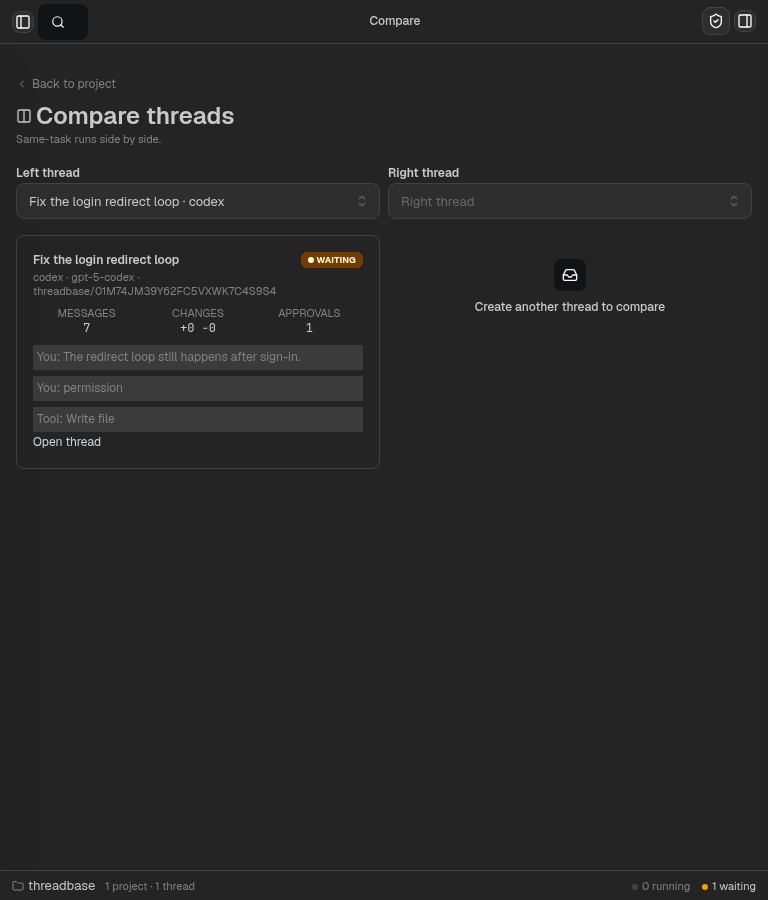 Compare
Back to project
Compare threads
Same-task runs side by side.
Left thread
Right thread
Fix the login redirect loop · codex
Right thread
Fix the login redirect loop
WAITING
codex · gpt-5-codex ·
threadbase/01M74JM39Y62FC5VXWK7C4S9S4
MESSAGES
CHANGES
APPROVALS
7
+0 -0
1
You: The redirect loop still happens after sign-in.
You: permission
Tool: Write file
Open thread
Create another thread to compare
threadbase
1 project · 1 thread
0 running
1 waiting